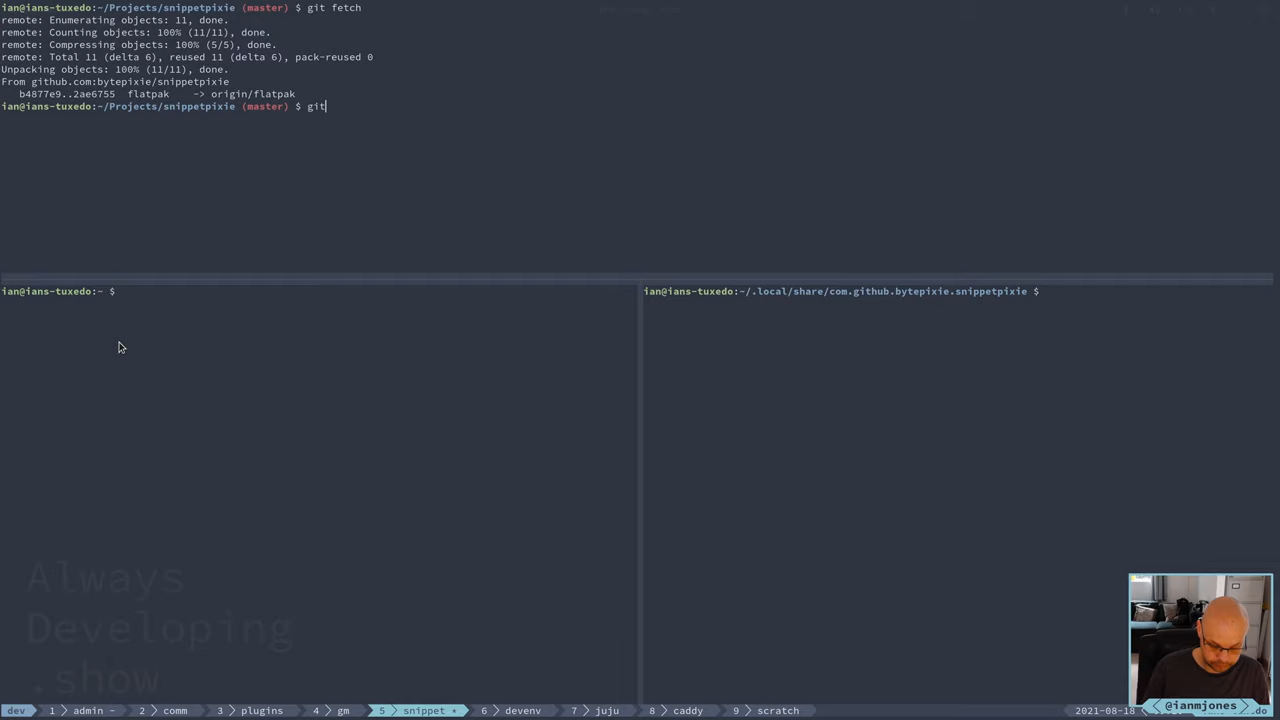 ian@ians-tuxedo:~/Projects/snippetpixie (master) $ git fetch
remote: Enumerating objects: 11, done.
remote: Counting objects: 100% (11/11), done.
remote: Compressing objects: 100% (5/5), done.
remote: Total 11 (delta 6), reused 11 (delta 6), pack-reused 0
Unpacking objects: 100% (11/11), done.
From github.com:bytepixie/snippetpixie
   b4877e9..2ae6755  flatpak    -> origin/flatpak
ian@ians-tuxedo:~/Projects/snippetpixie (master) $ git
ian@ians-tuxedo:~ $
ian@ians-tuxedo:~/.local/share/com.github.bytepixie.snippetpixie $
Always
Developing
.show
@ianmjones
dev 1 admin - 2 comm 3 plugins 4 gm 5 snippet * 6 devenv 7 juju 8 caddy 9 scratch 2021-08-18